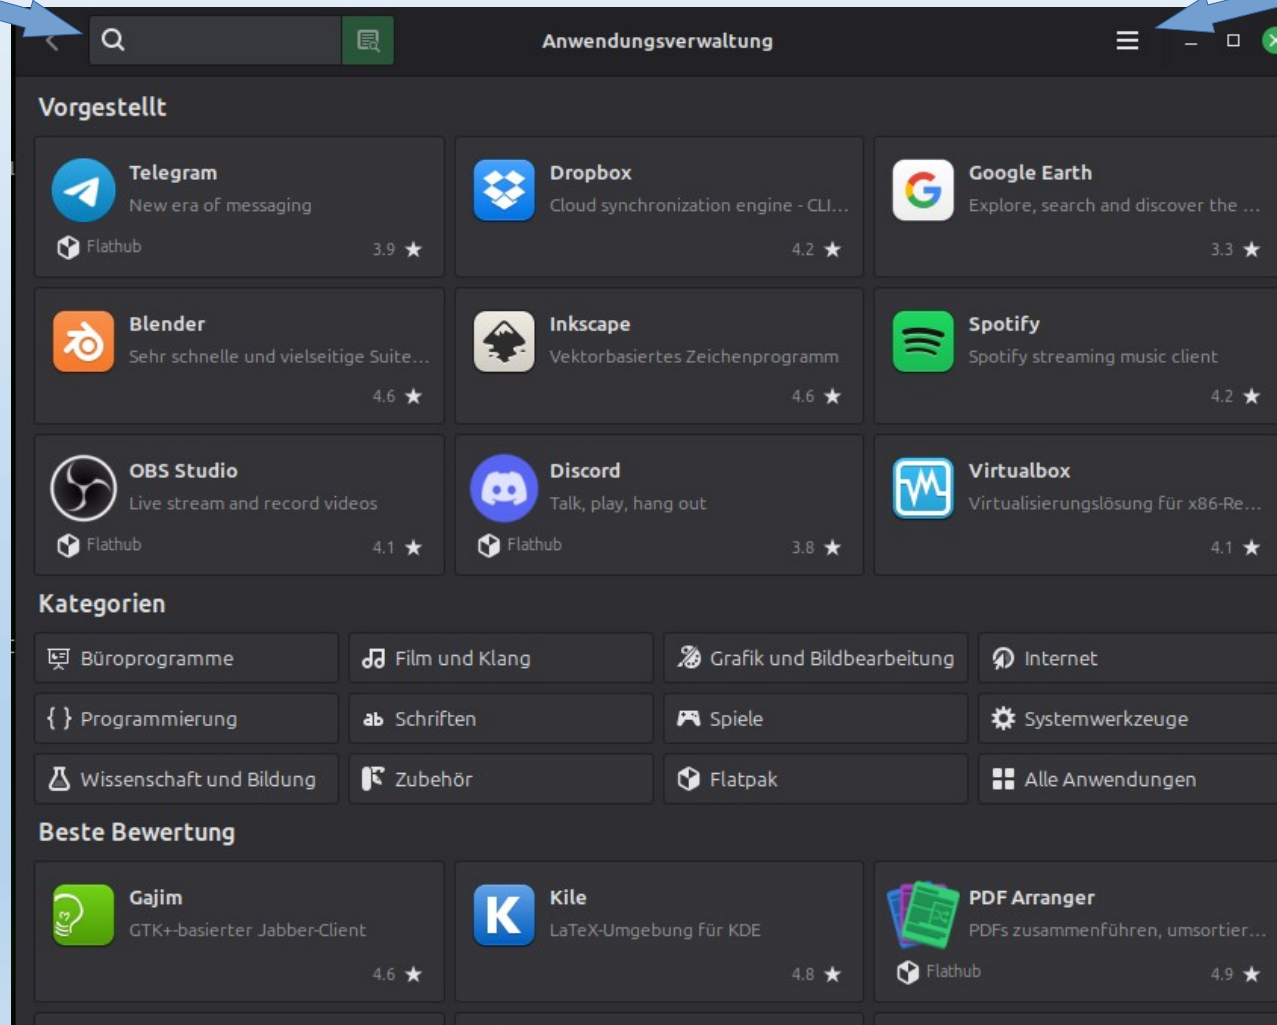 Anwendungsverwaltung
Vorgestellt
Telegram
New era of messaging
Flathub
3.9 ★
Dropbox
Cloud synchronization engine - CLI...
4.2 ★
Google Earth
Explore, search and discover the ...
3.3 ★
Blender
Sehr schnelle und vielseitige Suite...
4.6 ★
Inkscape
Vektorbasiertes Zeichenprogramm
4.6 ★
Spotify
Spotify streaming music client
4.2 ★
OBS Studio
Live stream and record videos
Flathub
4.1 ★
Discord
Talk, play, hang out
Flathub
3.8 ★
Virtualbox
Virtualisierungslösung für x86-Re...
4.1 ★
Kategorien
Büroprogramme
Film und Klang
Grafik und Bildbearbeitung
Internet
{ } Programmierung
ab Schriften
Spiele
Systemwerkzeuge
Wissenschaft und Bildung
Zubehör
Flatpak
Alle Anwendungen
Beste Bewertung
Gajim
GTK+-basierter Jabber-Client
4.6 ★
K
Kile
LaTeX-Umgebung für KDE
4.8 ★
PDF Arranger
PDFs zusammenführen, umsortier...
Flathub
4.9 ★